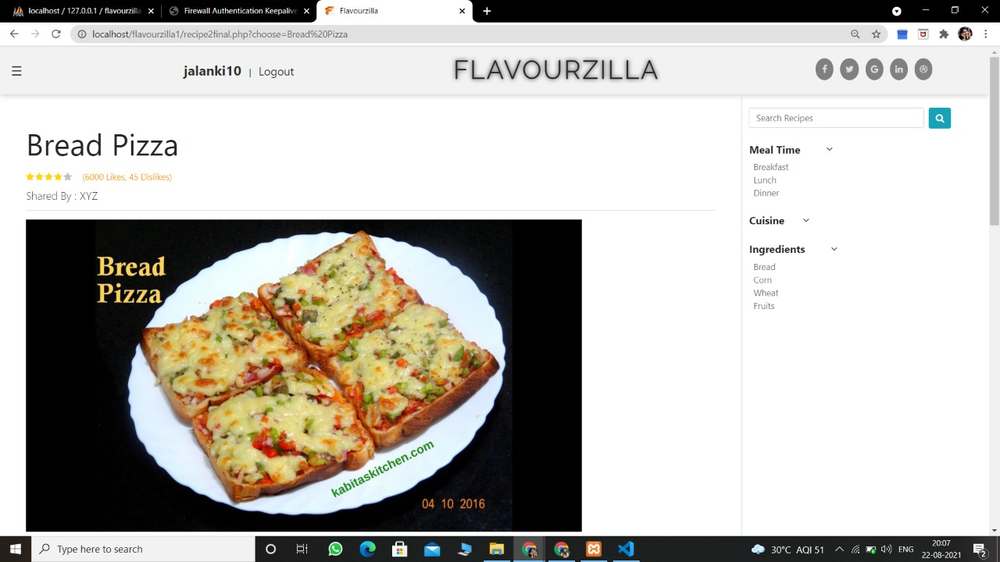 localhost / 127.0.0.1 / flavourzilla
Firewall Authentication Keepalive
Flavourzilla
localhost/flavourzilla1/recipe2final.php?choose=Bread%20Pizza
jalanki10 | Logout
FLAVOURZILLA
Bread Pizza
(6000 Likes, 45 Dislikes)
Shared By : XYZ
Bread
Pizza
kabitaskitchen.com
04 10 2016
Search Recipes
Meal Time
Breakfast
Lunch
Dinner
Cuisine
Ingredients
Bread
Corn
Wheat
Fruits
Type here to search
30°C AQI 51
ENG
20:07
22-08-2021
2